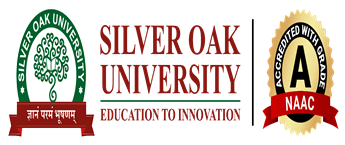 SILVER OAK UNIVERSITY
ज्ञानं परमं भूषणम्
SILVER OAK
UNIVERSITY
EDUCATION TO INNOVATION
ACCREDITED WITH GRADE
A
NAAC